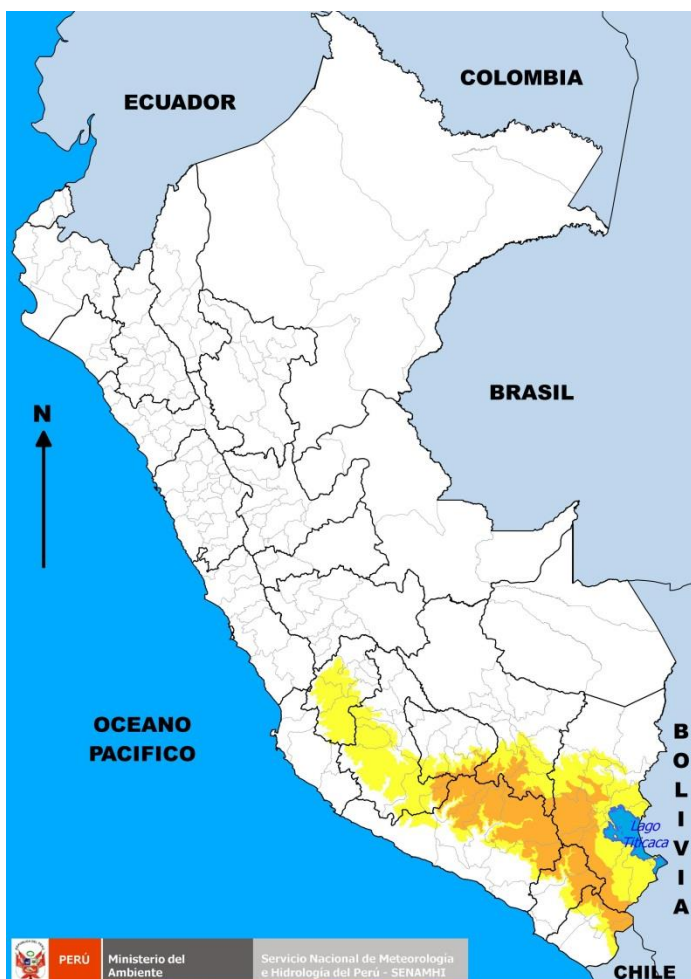 COLOMBIA
ECUADOR
BRASIL
N
OCEANO
PACIFICO
BOLIVIA
Lago
Titicaca
PERÚ
Ministerio del
Ambiente
Servicio Nacional de Meteorología
e Hidrología del Perú - SENAMHI
CHILE